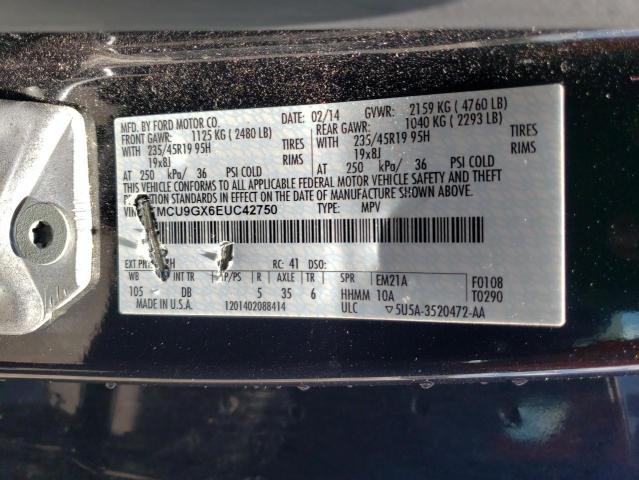 MFD. BY FORD MOTOR CO.
DATE: 02/14 GVWR: 2159 KG ( 4760 LB)
FRONT GAWR: 1125 KG ( 2480 LB)
REAR GAWR: 1040 KG ( 2293 LB)
WITH 235/45R19 95H TIRES
WITH 235/45R19 95H TIRES
19x8J RIMS
19x8J RIMS
AT 250 kPa/ 36 PSI COLD
AT 250 kPa/ 36 PSI COLD
THIS VEHICLE CONFORMS TO ALL APPLICABLE FEDERAL MOTOR VEHICLE SAFETY AND
BUMPER STANDARDS IN EFFECT ON THE DATE OF MANUFACTURE SHOWN ABOVE.
MCU9GX6EUC42750 TYPE: MPV
EXT RC: 41 DSO:
WB INT TR R AXLE TR SPR EM21A F0108
105 DB 5 35 6 HHMM 10A T0290
MADE IN U.S.A. 1201402088414 ULC 5U5A-3520472-AA